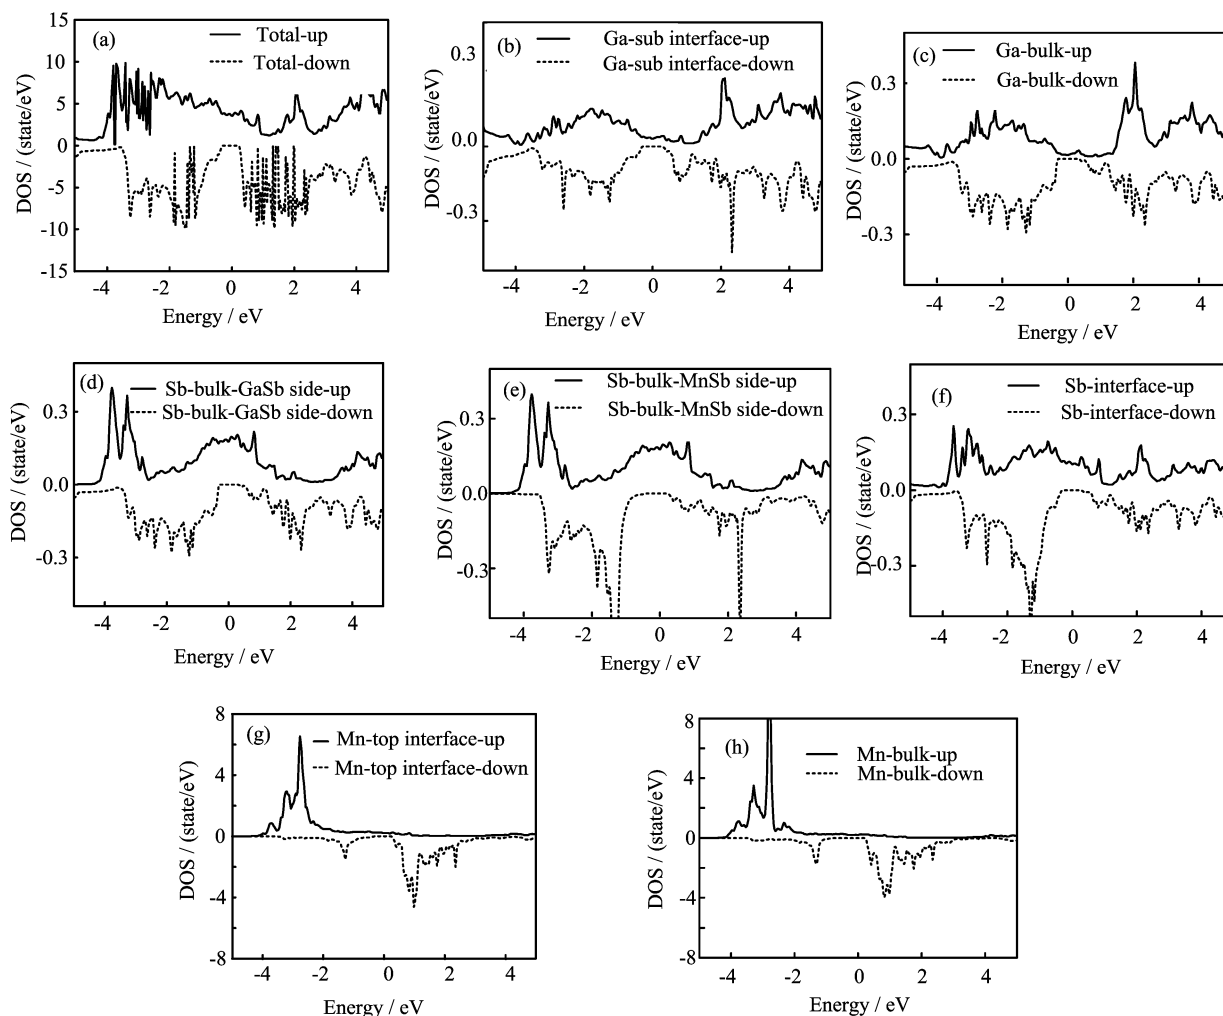 (a)
Total-up
Total-down
DOS / (state/eV)
15
10
5
0
-5
-10
-15
-4
-2
0
2
4
Energy / eV
(b)
Ga-sub interface-up
Ga-sub interface-down
DOS / (state/eV)
0.3
0.0
-0.3
-4
-2
0
2
4
Energy / eV
(c)
Ga-bulk-up
Ga-bulk-down
DOS / (state/eV)
0.3
0.0
-0.3
-4
-2
0
2
4
Energy / eV
(d)
Sb-bulk-GaSb side-up
Sb-bulk-GaSb side-down
DOS / (state/eV)
0.3
0.0
-0.3
-4
-2
0
2
4
Energy / eV
(e)
Sb-bulk-MnSb side-up
Sb-bulk-MnSb side-down
DOS / (state/eV)
0.3
0.0
-0.3
-4
-2
0
2
4
Energy / eV
(f)
Sb-interface-up
Sb-interface-down
DOS / (state/eV)
0.3
0.0
-0.3
-4
-2
0
2
4
Energy / eV
(g)
Mn-top interface-up
Mn-top interface-down
DOS / (state/eV)
8
4
0
-4
-8
-4
-2
0
2
4
Energy / eV
(h)
Mn-bulk-up
Mn-bulk-down
DOS / (state/eV)
8
4
0
-4
-8
-4
-2
0
2
4
Energy / eV